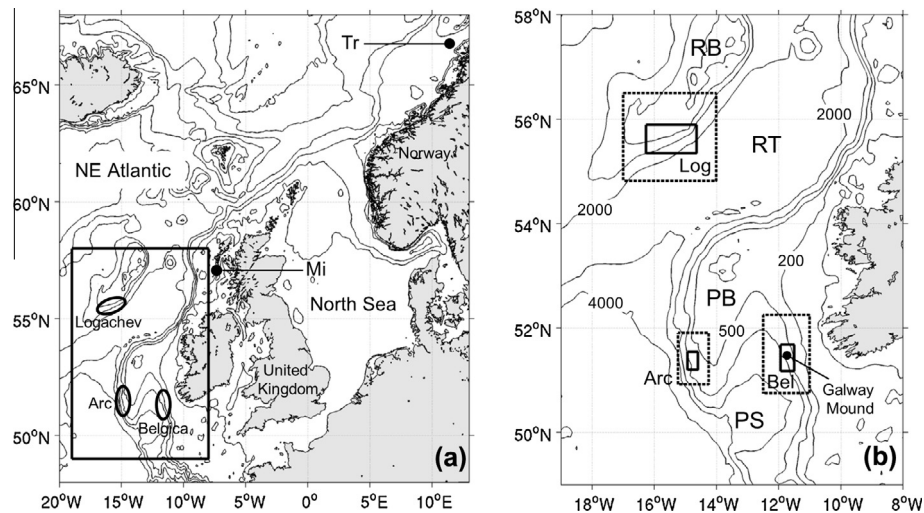 Tr
65°N
Norway
NE Atlantic
60°N
Mi
North Sea
55°N
Logachev
United
Kingdom
Arc
Belgica
50°N
(a)
20°W 15°W 10°W 5°W 0° 5°E 10°E
58°N
RB
2000
56°N
RT
Log
2000
54°N
200
4000
PB
52°N
500
Arc
Bel
Galway
Mound
PS
50°N
(b)
18°W 16°W 14°W 12°W 10°W 8°W